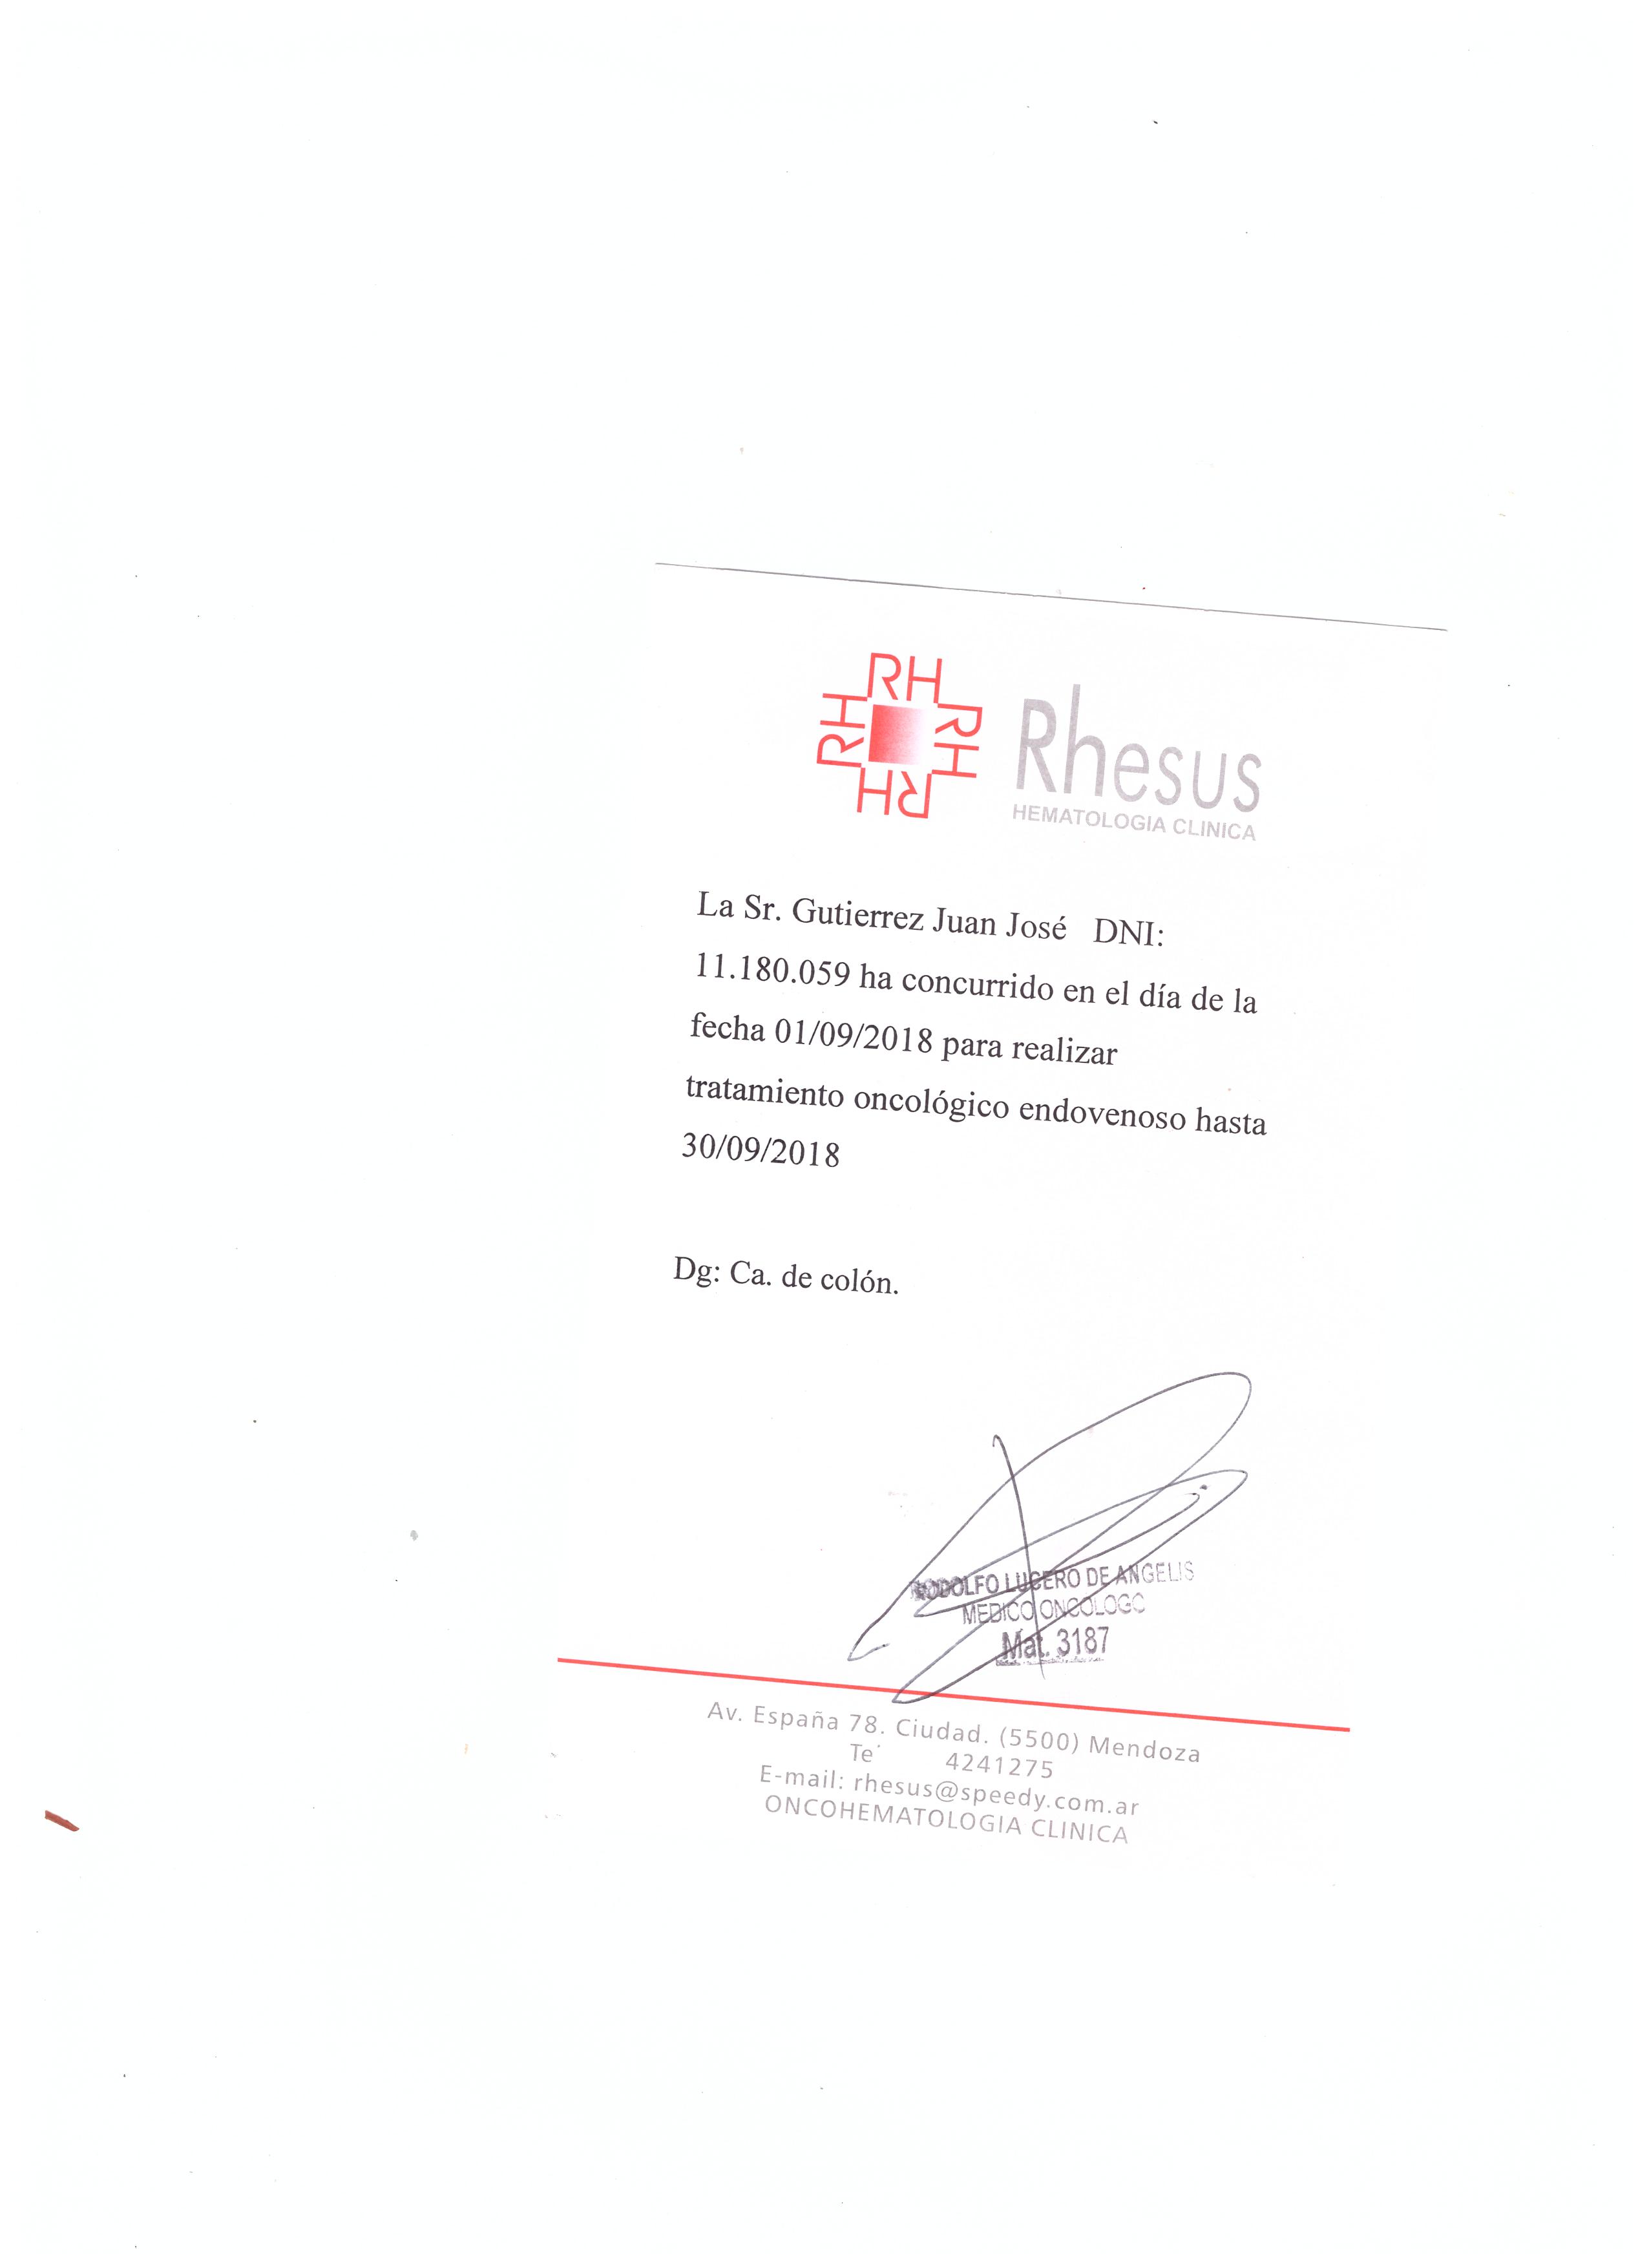 RH RH RH RH
Rhesus
HEMATOLOGIA CLINICA
La Sr. Gutierrez Juan José DNI:
11.180.059 ha concurrido en el día de la
fecha 01/09/2018 para realizar
tratamiento oncológico endovenoso hasta
30/09/2018
Dg: Ca. de colón.
RODOLFO LUCERO DE ANGELIS
MEDICO ONCOLOGO
Mat. 3187
Av. España 78. Ciudad. (5500) Mendoza
Te 4241275
E-mail: rhesus@speedy.com.ar
ONCOHEMATOLOGIA CLINICA